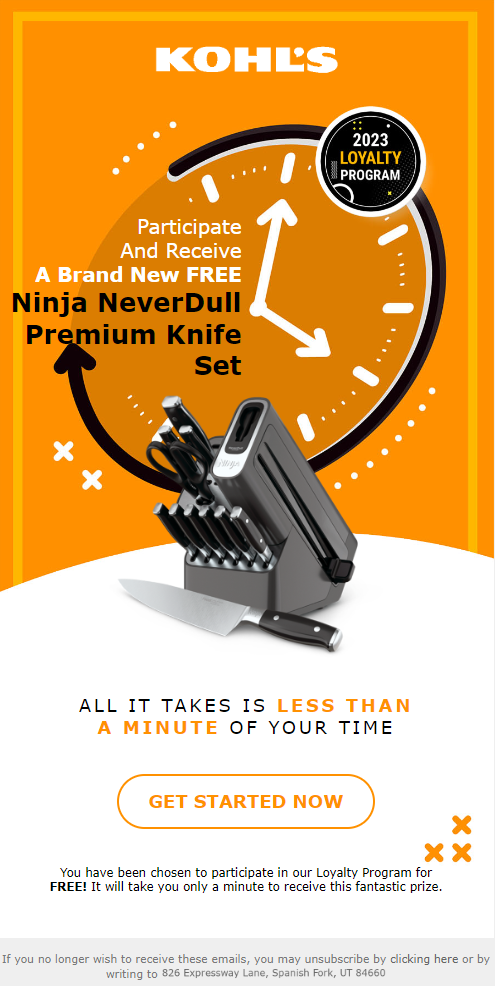 KOHL'S
2023
LOYALTY
PROGRAM
Participate
And Receive
A Brand New FREE
Ninja NeverDull
Premium Knife
Set
ALL IT TAKES IS LESS THAN
A MINUTE OF YOUR TIME
GET STARTED NOW
You have been chosen to participate in our Loyalty Program for
FREE! It will take you only a minute to receive this fantastic prize.
If you no longer wish to receive these emails, you may unsubscribe by clicking here or by
writing to 826 Expressway Lane, Spanish Fork, UT 84660